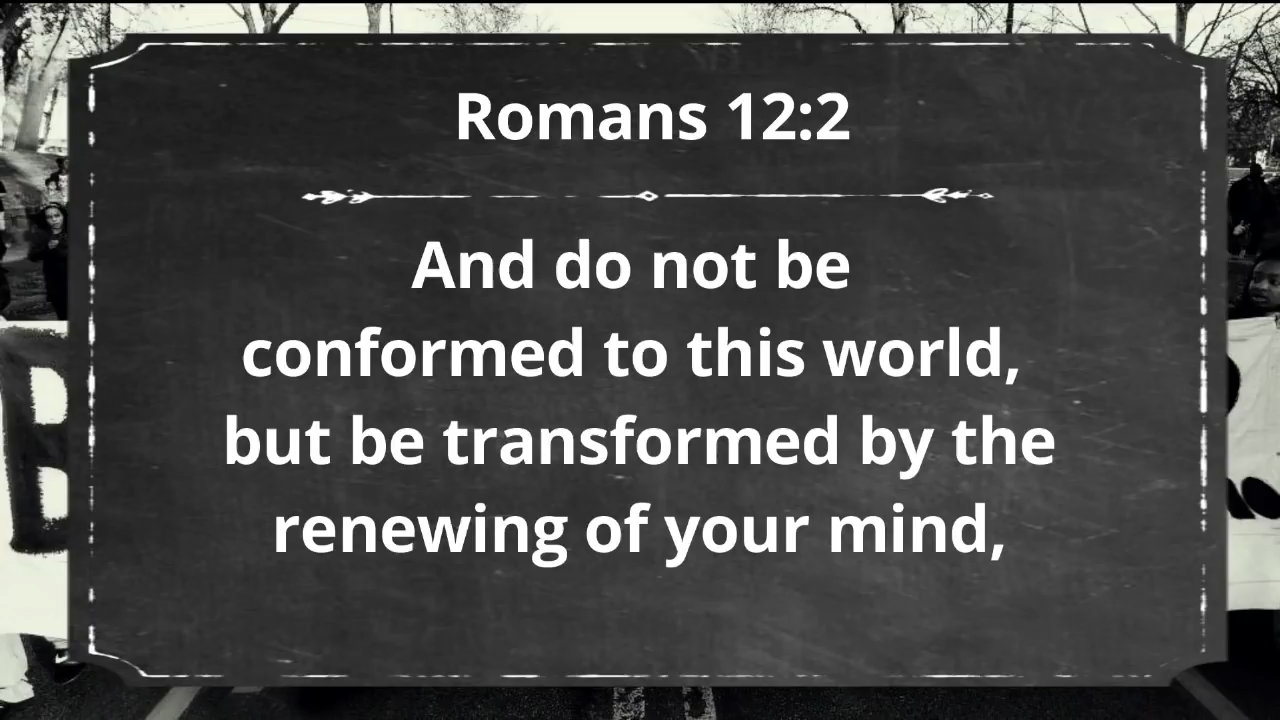 Romans 12:2
And do not be
conformed to this world,
but be transformed by the
renewing of your mind,
B